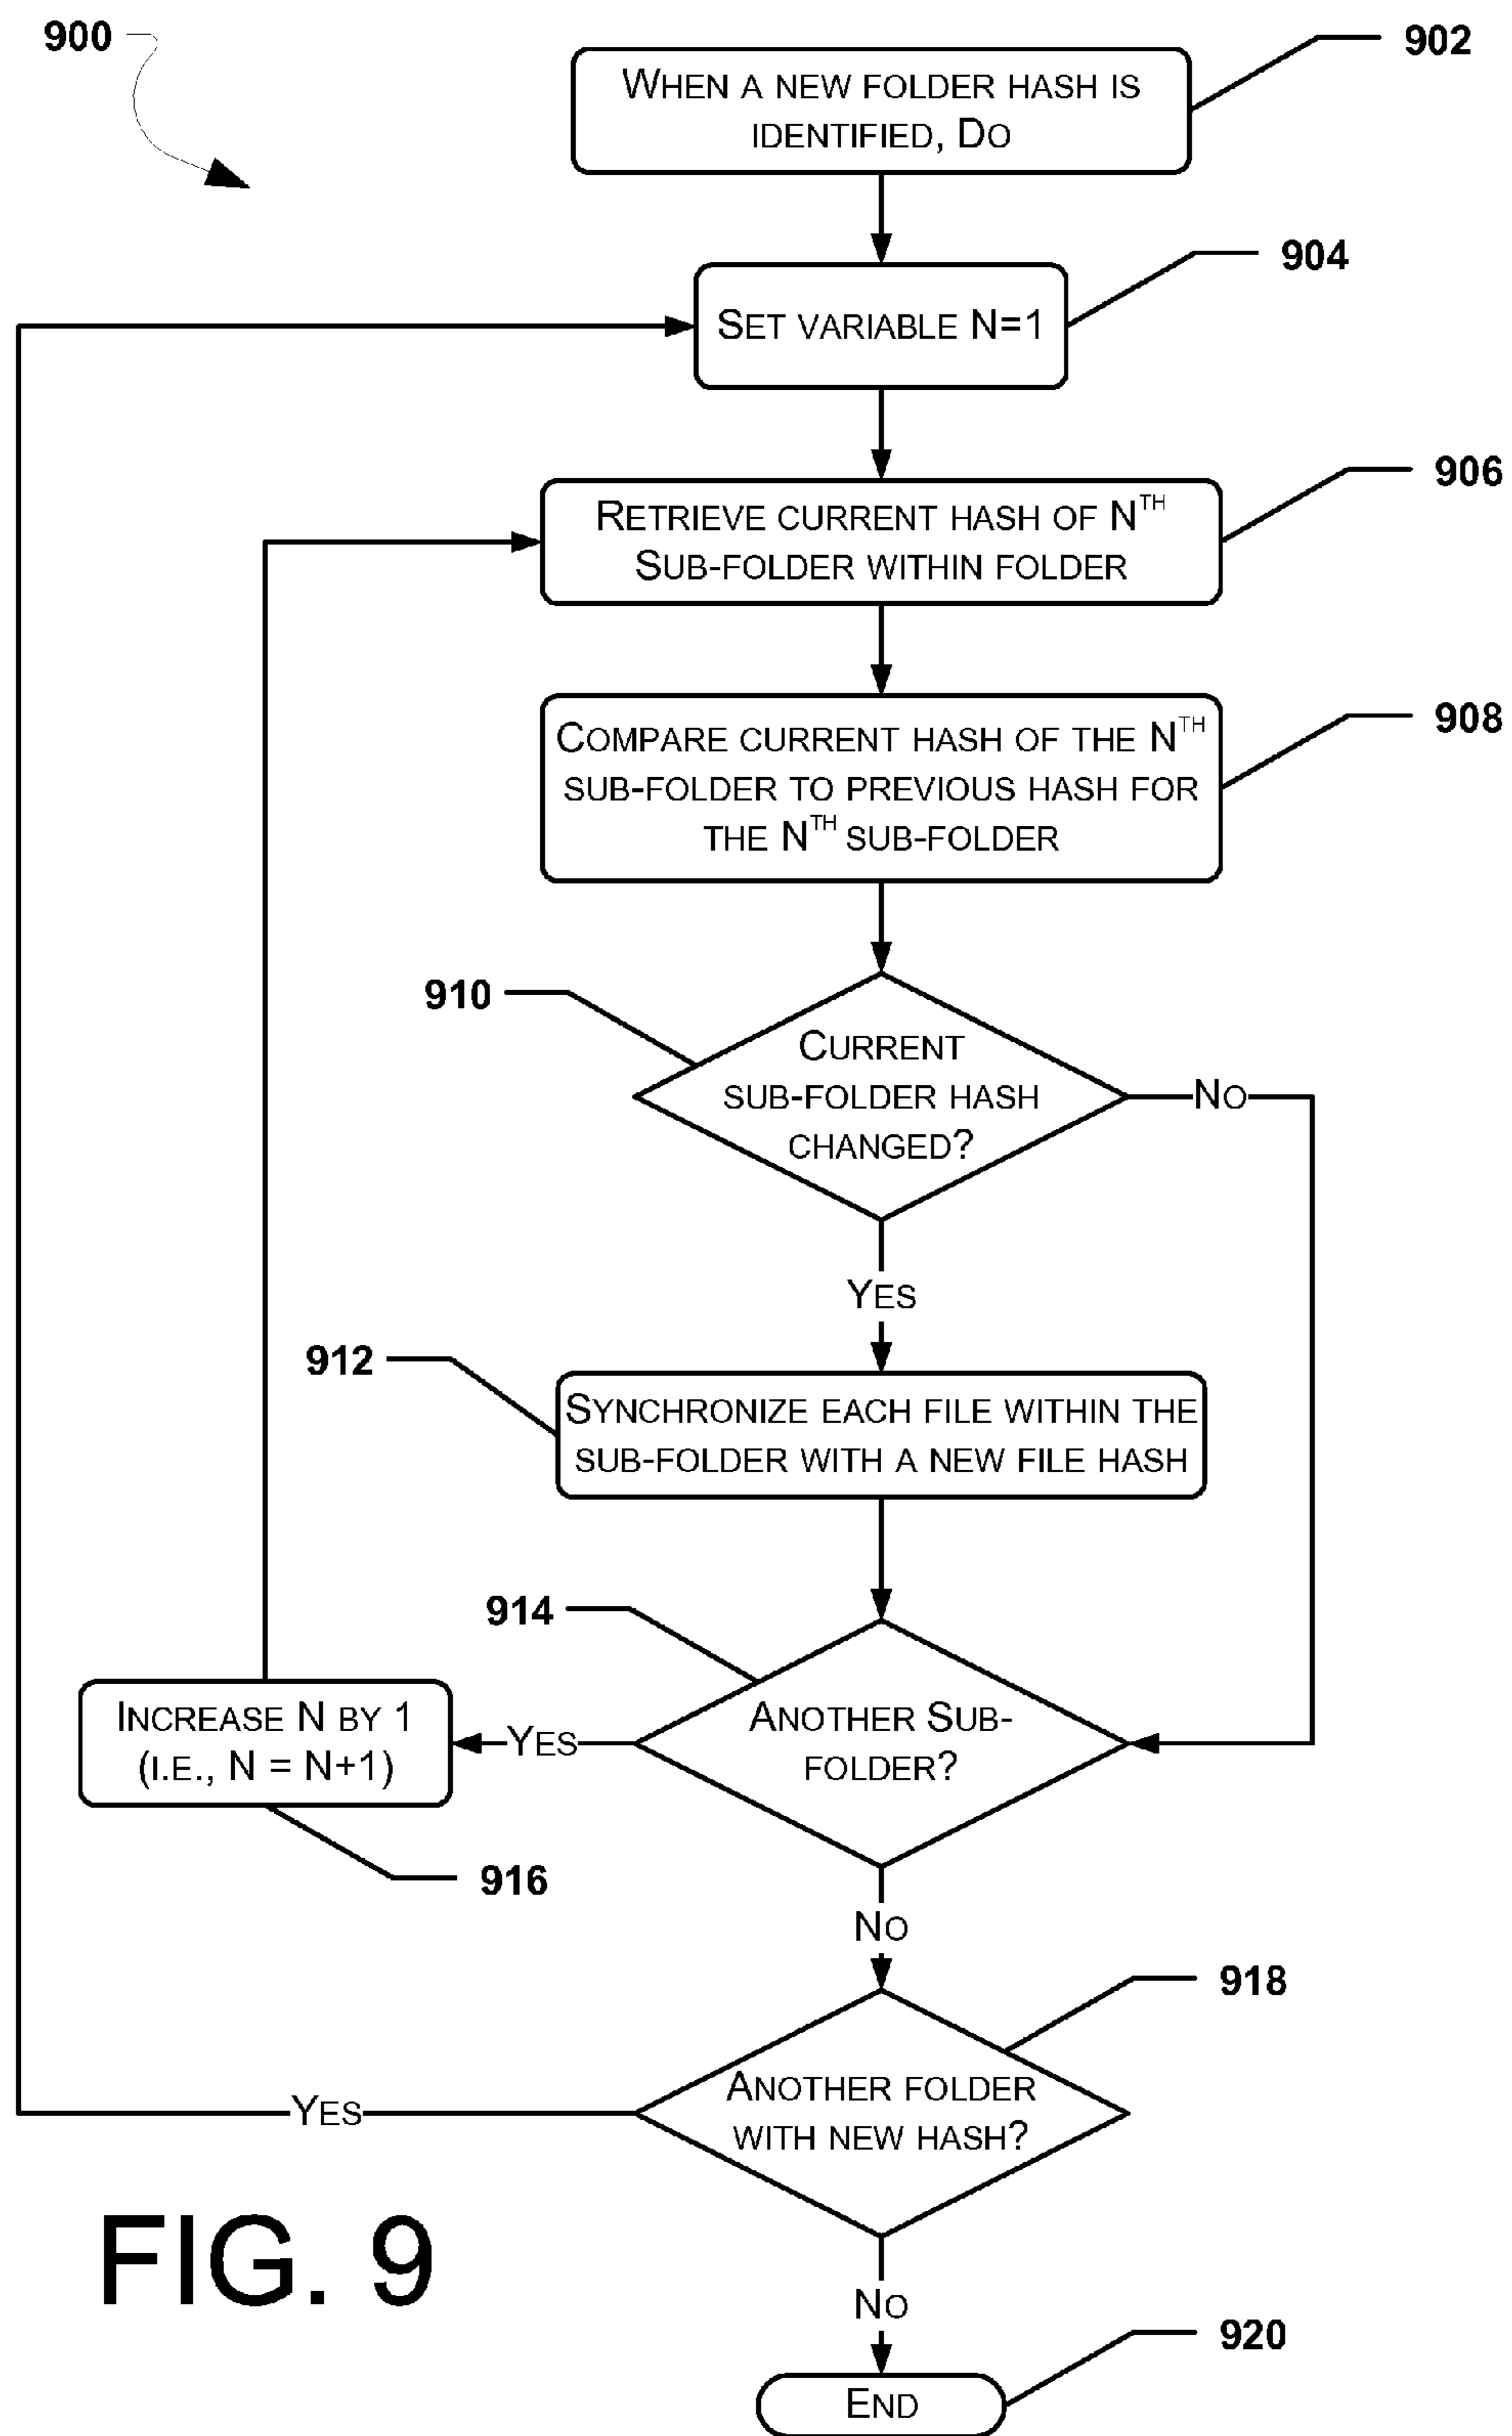 900
902
WHEN A NEW FOLDER HASH IS
IDENTIFIED, DO
904
SET VARIABLE N=1
906
RETRIEVE CURRENT HASH OF NTH
SUB-FOLDER WITHIN FOLDER
908
COMPARE CURRENT HASH OF THE NTH
SUB-FOLDER TO PREVIOUS HASH FOR
THE NTH SUB-FOLDER
910
CURRENT
SUB-FOLDER HASH
CHANGED?
NO
YES
912
SYNCHRONIZE EACH FILE WITHIN THE
SUB-FOLDER WITH A NEW FILE HASH
914
ANOTHER SUB-
FOLDER?
YES
INCREASE N BY 1
(I.E., N = N+1)
916
NO
918
ANOTHER FOLDER
WITH NEW HASH?
YES
NO
920
END
FIG. 9